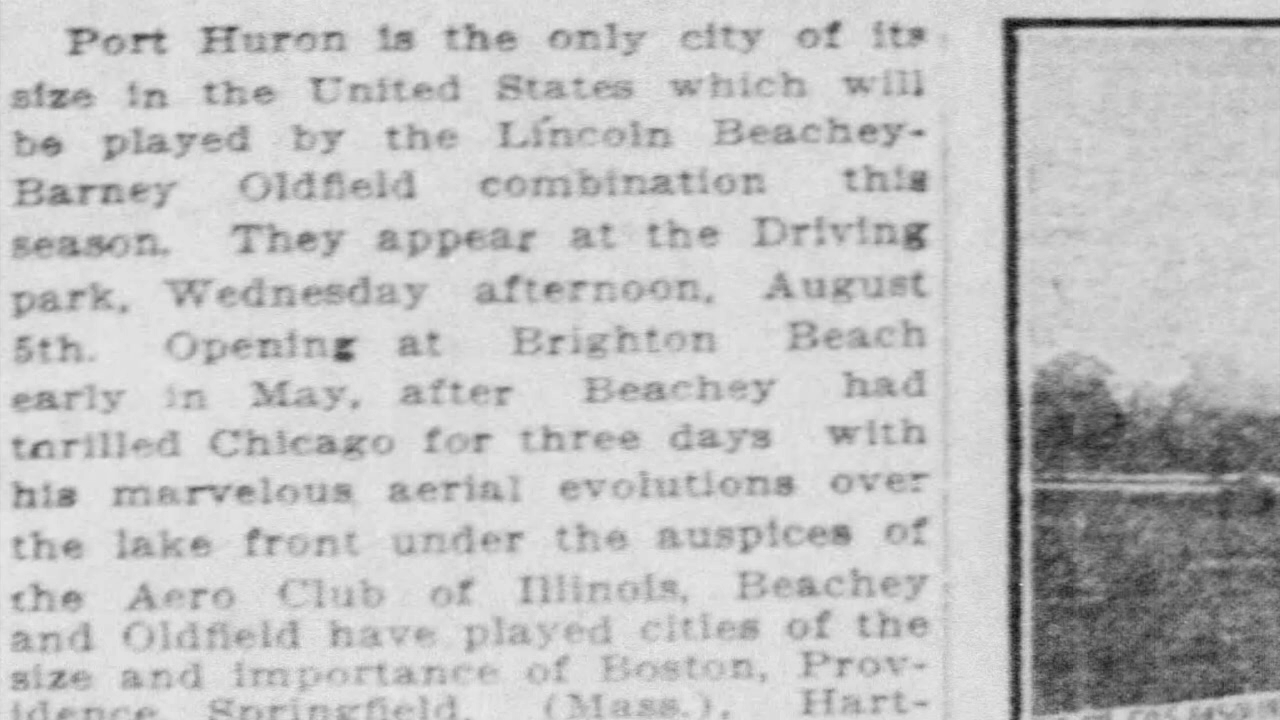 Port Huron is the only city of its
size in the United States which will
be played by the Lincoln Beachey-
Barney Oldfield combination this
season. They appear at the Driving
park, Wednesday afternoon, August
5th. Opening at Brighton Beach
early in May, after Beachey had
thrilled Chicago for three days with
his marvelous aerial evolutions over
the lake front under the auspices of
the Aero Club of Illinois, Beachey
and Oldfield have played cities of the
size and importance of Boston, Prov-
idence, Springfield, (Mass.), Hart-